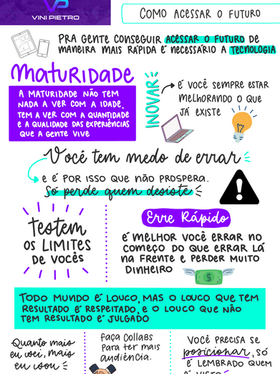 VP
VINI PIETRO
COMO ACESSAR O FUTURO
PRA GENTE CONSEGUIR ACESSAR O FUTURO DE
MANEIRA MAIS RÁPIDA É NECESSÁRIO A TECNOLOGIA
MATURIDADE
A MATURIDADE NÃO TEM
NADA A VER COM A IDADE,
TEM A VER COM A QUANTIDADE
E A QUALIDADE DAS EXPERIÊNCIAS
QUE A GENTE VIVE
INOVAR
É VOCÊ SEMPRE ESTAR
MELHORANDO O QUE
JÁ EXISTE
Você tem medo de errar
E É POR ISSO QUE NÃO PROSPERA.
Só perde quem desiste
Testem
OS LIMITES
DE VOCÊS
Erre Rápido
É MELHOR VOCÊ ERRAR NO
COMEÇO DO QUE ERRAR LÁ
NA FRENTE E PERDER MUITO
DINHEIRO
TODO MUNDO É LOUCO, MAS O LOUCO QUE TEM
RESULTADO É RESPEITADO, E O LOUCO QUE NÃO
TEM RESULTADO É JULGADO
Quanto mais
eu dei, mais
eu
FAÇA COLLABS
PARA TER MAIS
AUDIÊNCIA.
VOCÊ PRECISA SE
posicionar, SÓ
É LEMBRADO QUEM